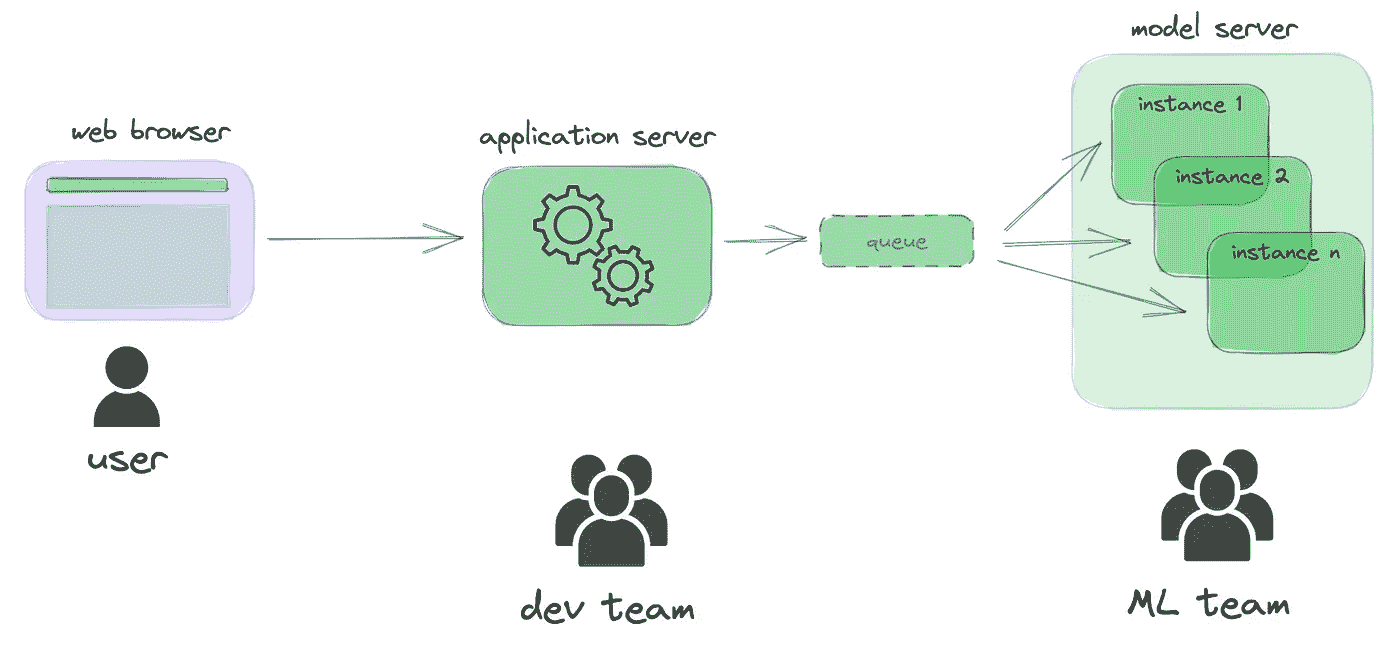 model server
instance 1
web browser
application server
instance 2
queue
instance n
user
dev team
ML team